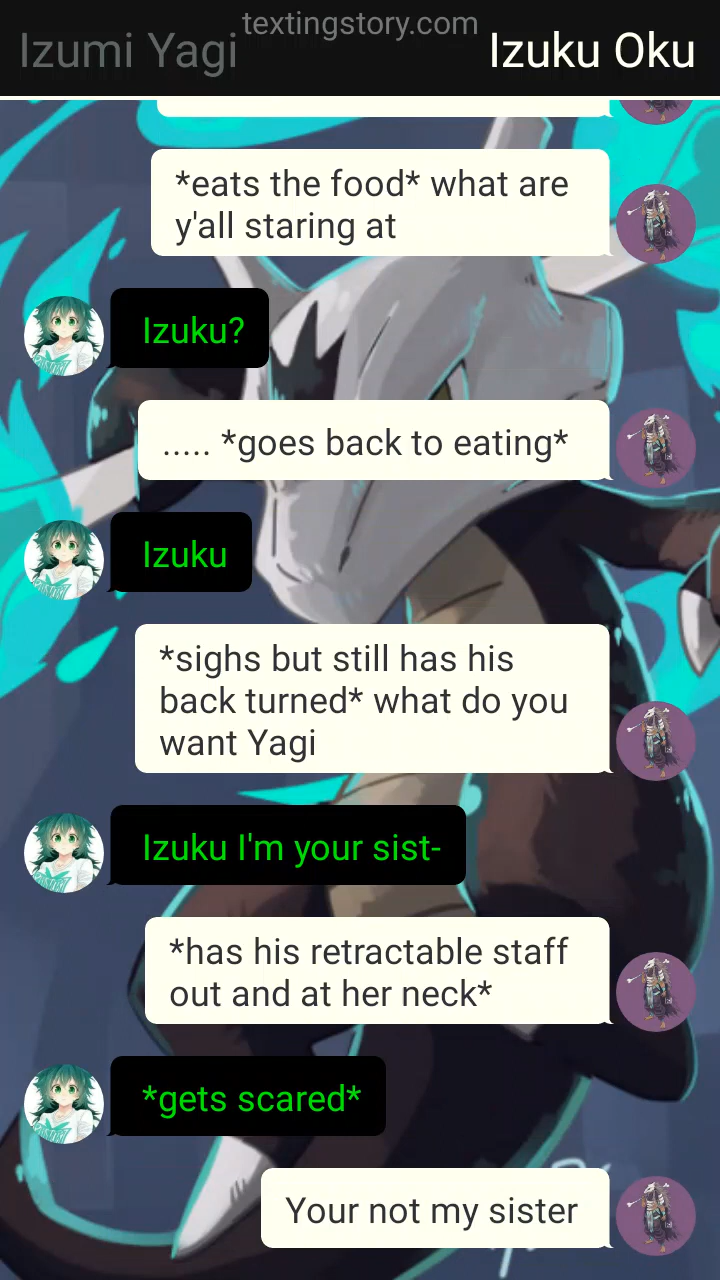 textingstory.com
Izumi Yagi
Izuku Oku
*eats the food* what are
y'all staring at
Izuku?
..... *goes back to eating*
Izuku
*sighs but still has his
back turned* what do you
want Yagi
Izuku I'm your sist-
*has his retractable staff
out and at her neck*
*gets scared*
Your not my sister